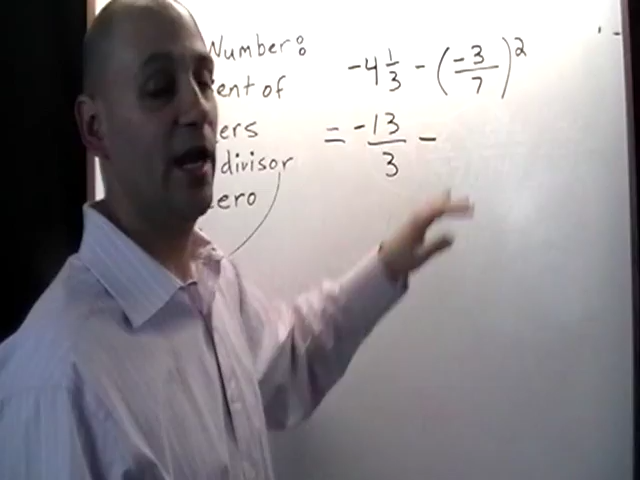 Number:
ent of
ers
divisor
ero
-4 1/3 - (-3/7)^2
= -13/3 -